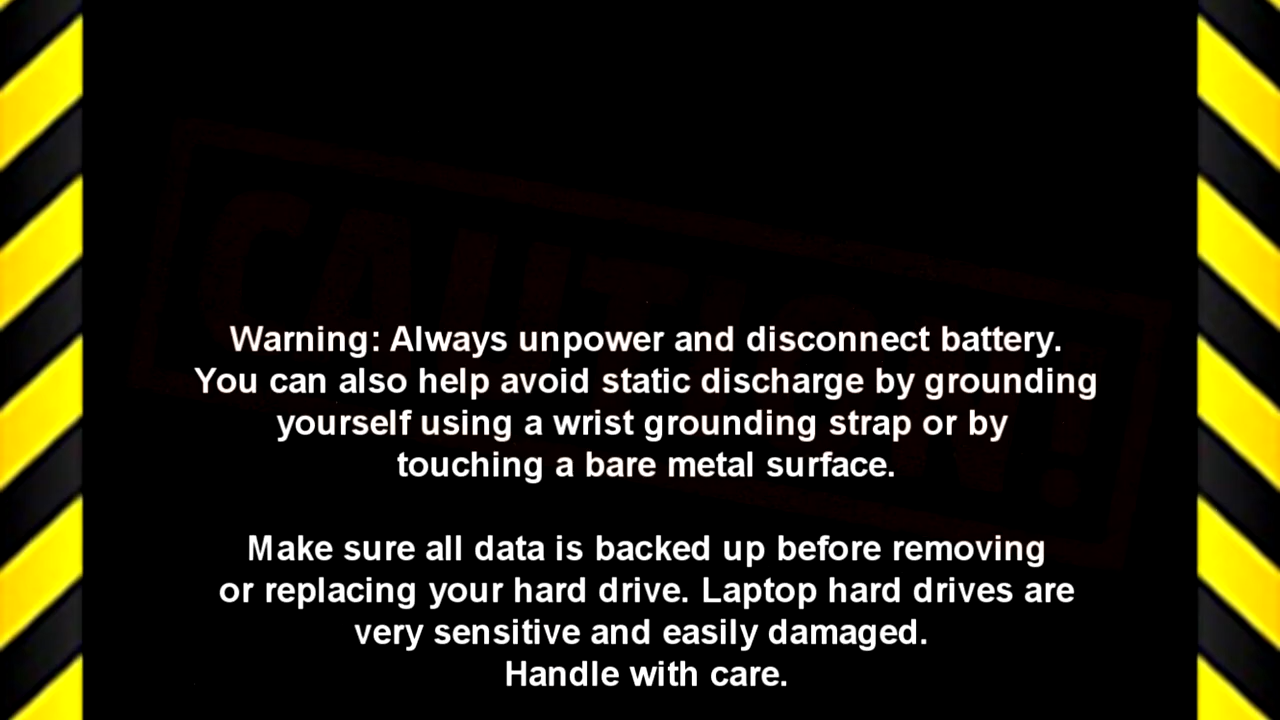 CAUTION!
Warning: Always unpower and disconnect battery.
You can also help avoid static discharge by grounding
yourself using a wrist grounding strap or by
touching a bare metal surface.
Make sure all data is backed up before removing
or replacing your hard drive. Laptop hard drives are
very sensitive and easily damaged.
Handle with care.